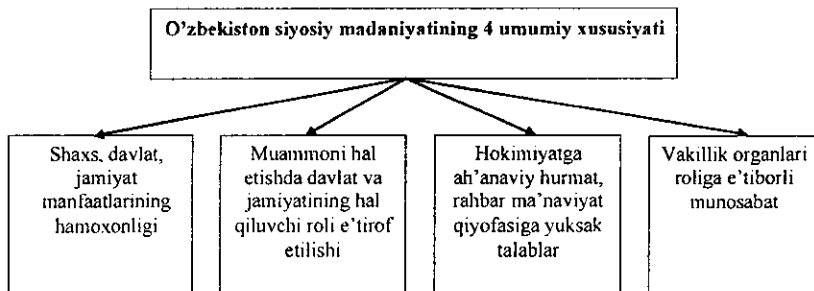 O'zbekiston siyosiy madaniyatining 4 umumiy xususiyati
Shaxs, davlat,
jamiyat
manfaatlarining
hamoxonligi
Muammoni hal
etishda davlat va
jamiyatining hal
qiluvchi roli e'tirof
etilishi
Hokimiyatga
ah'anaviy hurmat,
rahbar ma'naviyat
qiyofasiga yuksak
talablar
Vakillik organlari
roliga e'tiborli
munosabat